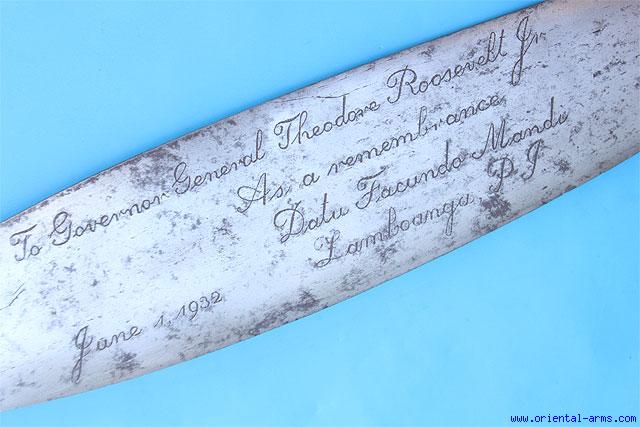 To Governor General Theodore Roosevelt Jr.
As a remembrance
Datu Facundo Mandi
Zamboanga P I
June 1, 1932
www.oriental-arms.com